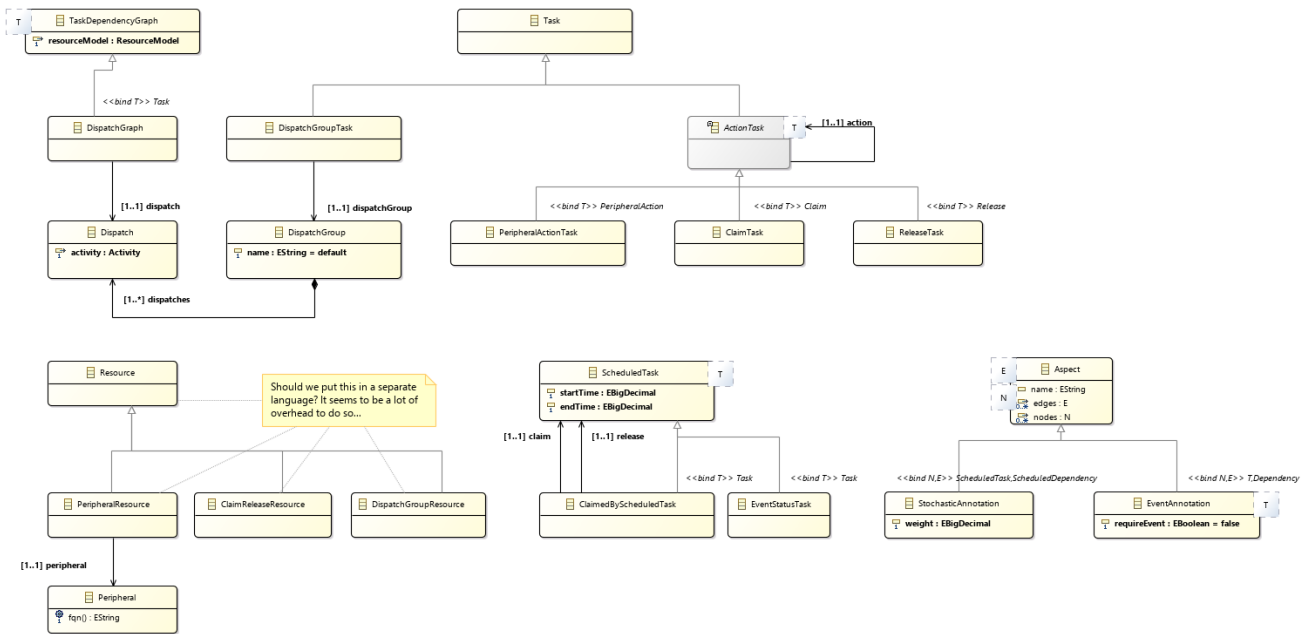 T
TaskDependencyGraph
resourceModel : ResourceModel
Task
<<bind T>> Task
DispatchGraph
DispatchGroupTask
ActionTask
T
[1..1] action
[1..1] dispatch
[1..1] dispatchGroup
<<bind T>> PeripheralAction
<<bind T>> Claim
<<bind T>> Release
Dispatch
activity : Activity
DispatchGroup
name : EString = default
PeripheralActionTask
ClaimTask
ReleaseTask
[1..*] dispatches
Resource
Should we put this in a separate
language? It seems to be a lot of
overhead to do so...
ScheduledTask
T
startTime : EBigDecimal
endTime : EBigDecimal
E
N
Aspect
name : EString
0..* edges : E
0..* nodes : N
[1..1] claim
[1..1] release
<<bind T>> Task
<<bind T>> Task
<<bind N,E>> ScheduledTask,ScheduledDependency
<<bind N,E>> T,Dependency
PeripheralResource
ClaimReleaseResource
DispatchGroupResource
ClaimedByScheduledTask
EventStatusTask
StochasticAnnotation
weight : EBigDecimal
EventAnnotation
T
requireEvent : EBoolean = false
[1..1] peripheral
Peripheral
fqn() : EString